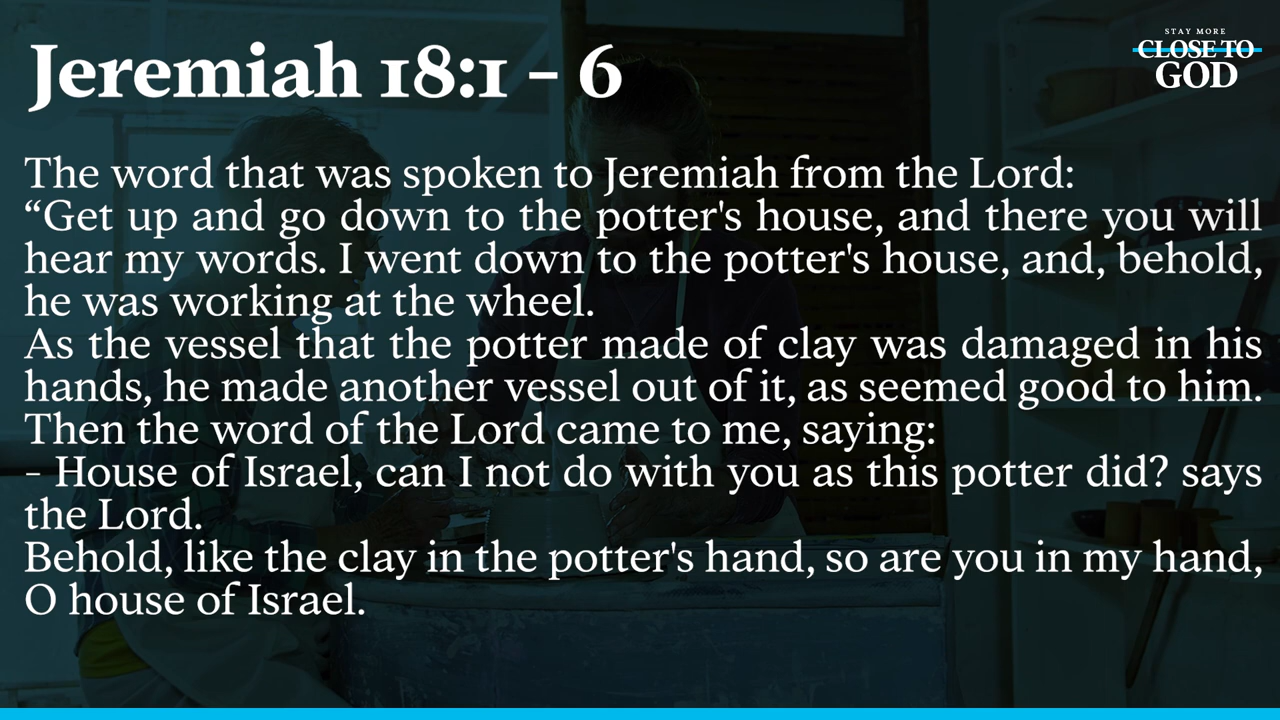 Jeremiah 18:1 – 6
STAY MORE
CLOSE TO
GOD
The word that was spoken to Jeremiah from the Lord:
“Get up and go down to the potter's house, and there you will
hear my words. I went down to the potter's house, and, behold,
he was working at the wheel.
As the vessel that the potter made of clay was damaged in his
hands, he made another vessel out of it, as seemed good to him.
Then the word of the Lord came to me, saying:
– House of Israel, can I not do with you as this potter did? says
the Lord.
Behold, like the clay in the potter's hand, so are you in my hand,
O house of Israel.